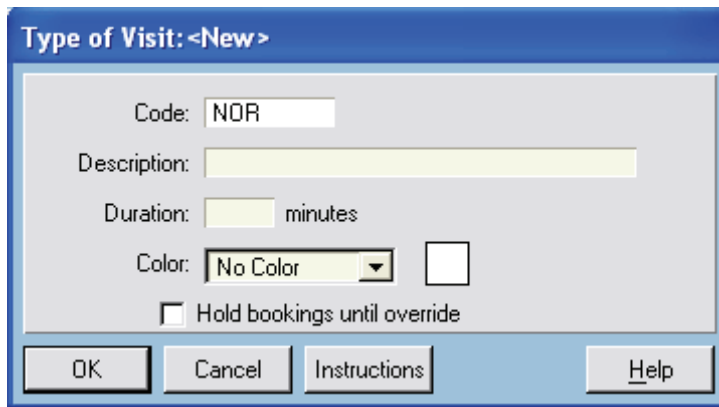 Type of Visit:<New>
Code: NOR
Description:
Duration: minutes
Color: No Color
Hold bookings until override
OK Cancel Instructions Help